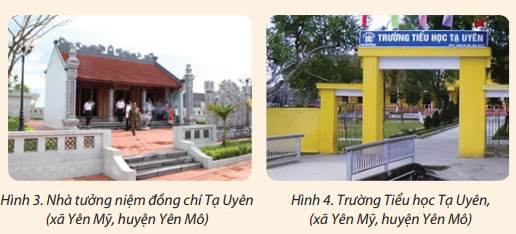 TRƯỜNG TIỂU HỌC TẠ UYÊN
Hình 3. Nhà tưởng niệm đồng chí Tạ Uyên
(xã Yên Mỹ, huyện Yên Mô)
Hình 4. Trường Tiểu học Tạ Uyên,
(xã Yên Mỹ, huyện Yên Mô)